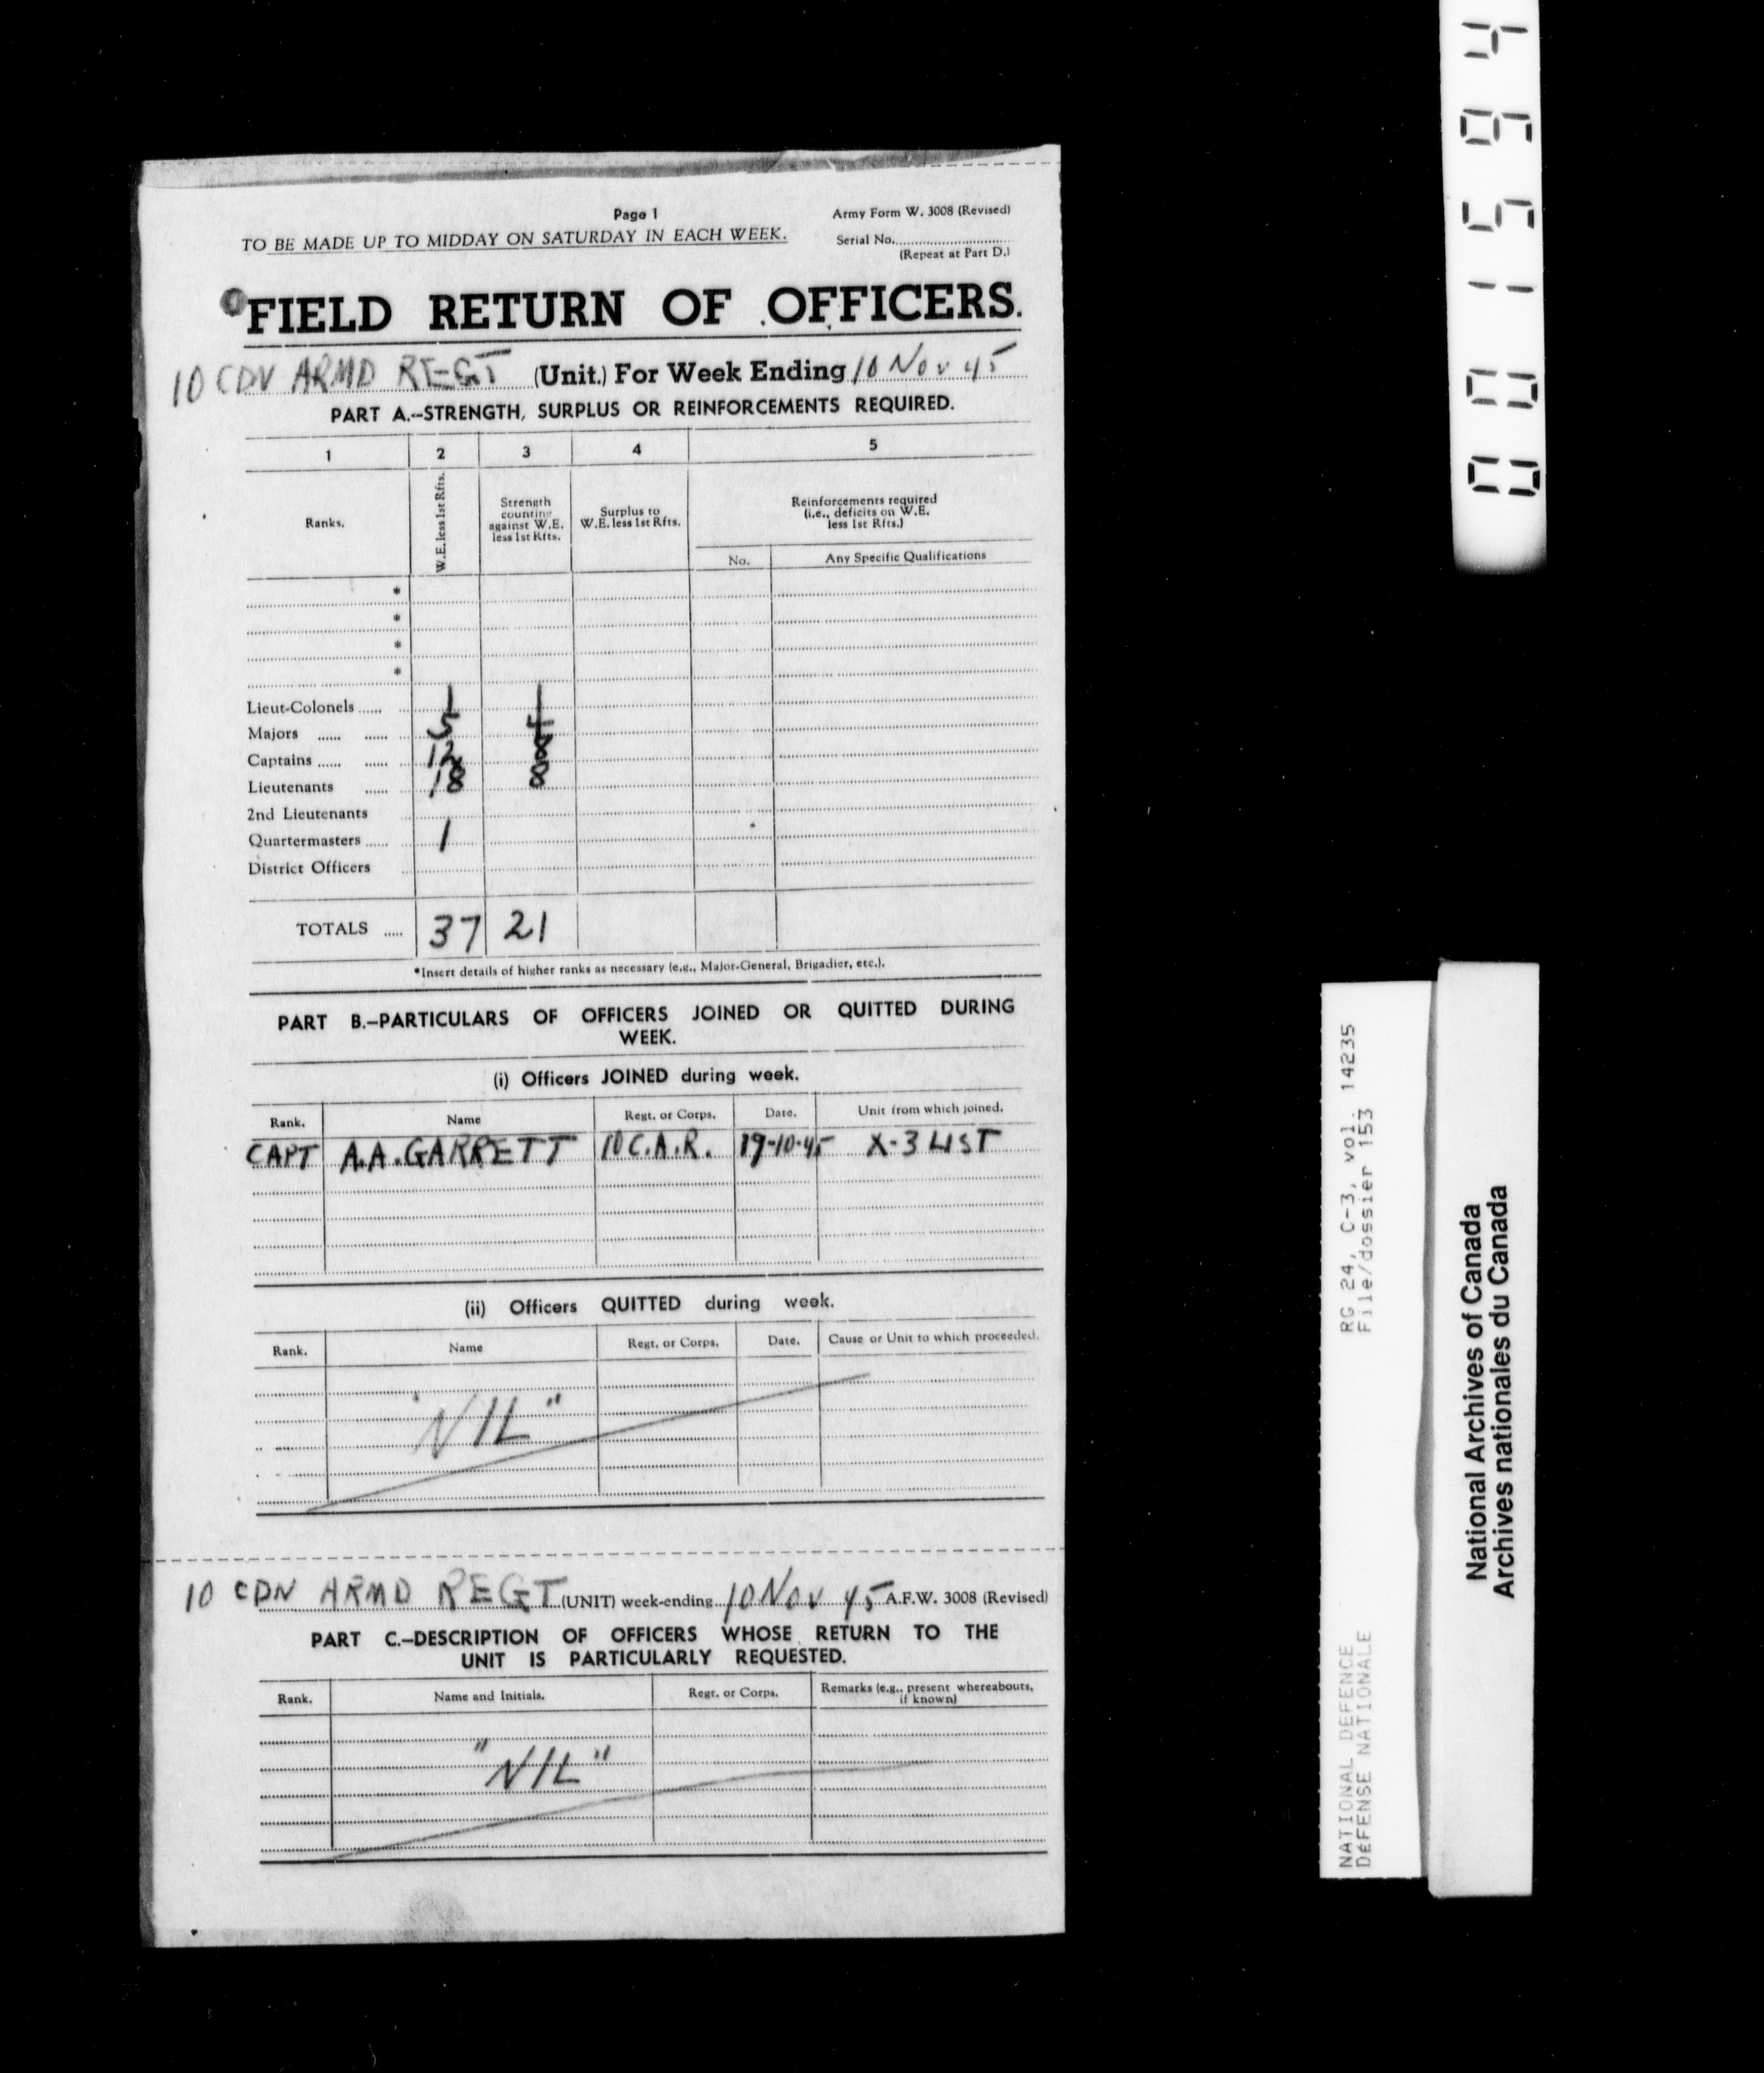 Page 1
Army Form W. 3008 (Revised)
TO BE MADE UP TO MIDDAY ON SATURDAY IN EACH WEEK.
Serial No.
(Repeat at Part D.)
FIELD RETURN OF OFFICERS.
10 CDN ARMD REGT (Unit.) For Week Ending 10 Nov 45
PART A.—STRENGTH, SURPLUS OR REINFORCEMENTS REQUIRED.
1 2 3 4 5
Ranks.
W.E. less 1st Rfts.
Strength
counting
against W.E.
less 1st Rfts.
Surplus to
W.E. less 1st Rfts.
Reinforcements required
(i.e., deficits on W.E.
less 1st Rfts.)
No. Any Specific Qualifications
*
*
*
*
Lieut-Colonels 1 1
Majors 5 4
Captains 12 8
Lieutenants 18 8
2nd Lieutenants
Quartermasters 1
District Officers
TOTALS 37 21
*Insert details of higher ranks as necessary (e.g., Major-General, Brigadier, etc.).
PART B.—PARTICULARS OF OFFICERS JOINED OR QUITTED DURING
WEEK.
(i) Officers JOINED during week.
Rank. Name Regt. or Corps. Date. Unit from which joined.
CAPT A.A. GARRETT 10 C.A.R. 19-10-45 X-3 LIST
(ii) Officers QUITTED during week.
Rank. Name Regt. or Corps. Date. Cause or Unit to which proceeded.
"NIL"
10 CDN ARMD REGT (UNIT) week-ending 10 Nov 45 A.F.W. 3008 (Revised)
PART C.—DESCRIPTION OF OFFICERS WHOSE RETURN TO THE
UNIT IS PARTICULARLY REQUESTED.
Rank. Name and Initials. Regt. or Corps. Remarks (e.g., present whereabouts,
if known)
"NIL"
001594
NATIONAL DEFENCE RG 24, C-3, vol. 14235
DéFENSE NATIONALE File/dossier 153
National Archives of Canada
Archives nationales du Canada